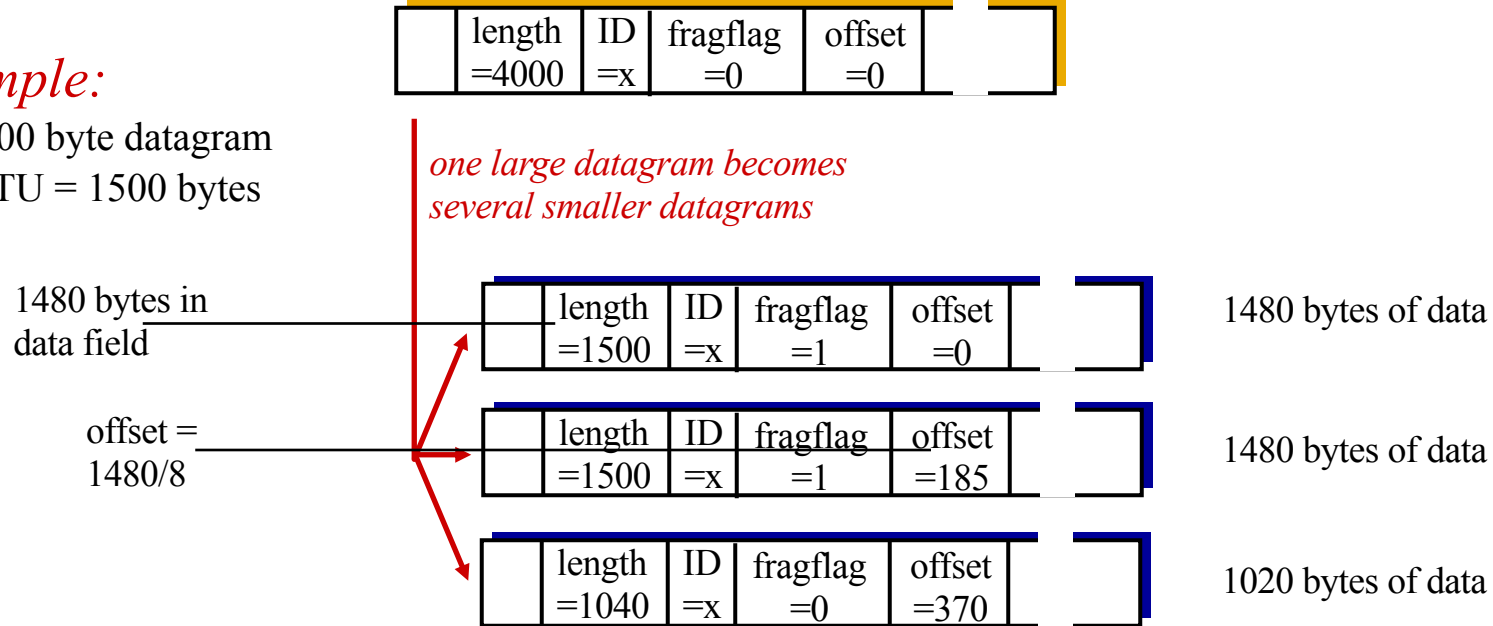 length ID fragflag offset
=4000 =x =0 =0
mple:
00 byte datagram
TU = 1500 bytes
one large datagram becomes
several smaller datagrams
1480 bytes in
data field
length ID fragflag offset
=1500 =x =1 =0
1480 bytes of data
offset =
1480/8
length ID fragflag offset
=1500 =x =1 =185
1480 bytes of data
length ID fragflag offset
=1040 =x =0 =370
1020 bytes of data